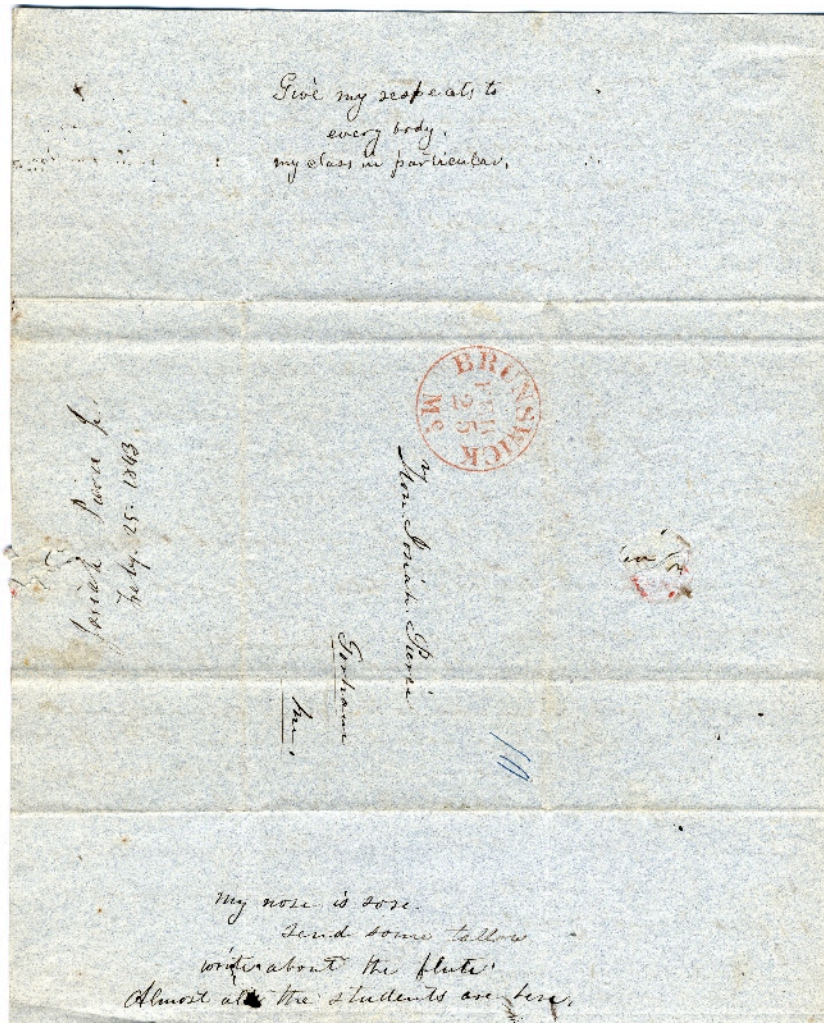 Give my respects to
every body.
my class in particular.
BRUNSWICK
FEB
25
Me
Hon. Josiah Pierce
Gorham
Me.
10
Josiah Pierce Jr.
Feby. 25. 1843
my nose is sore.
Send some tallow
write about the flute.
Almost all the students are here.